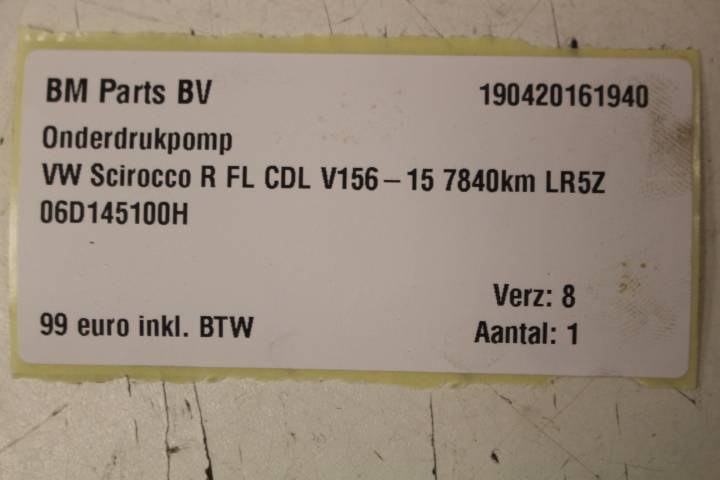 BM Parts BV 190420161940
Onderdrukpomp
VW Scirocco R FL CDL V156-15 7840km LR5Z
06D145100H
Verz: 8
99 euro inkl. BTW Aantal: 1